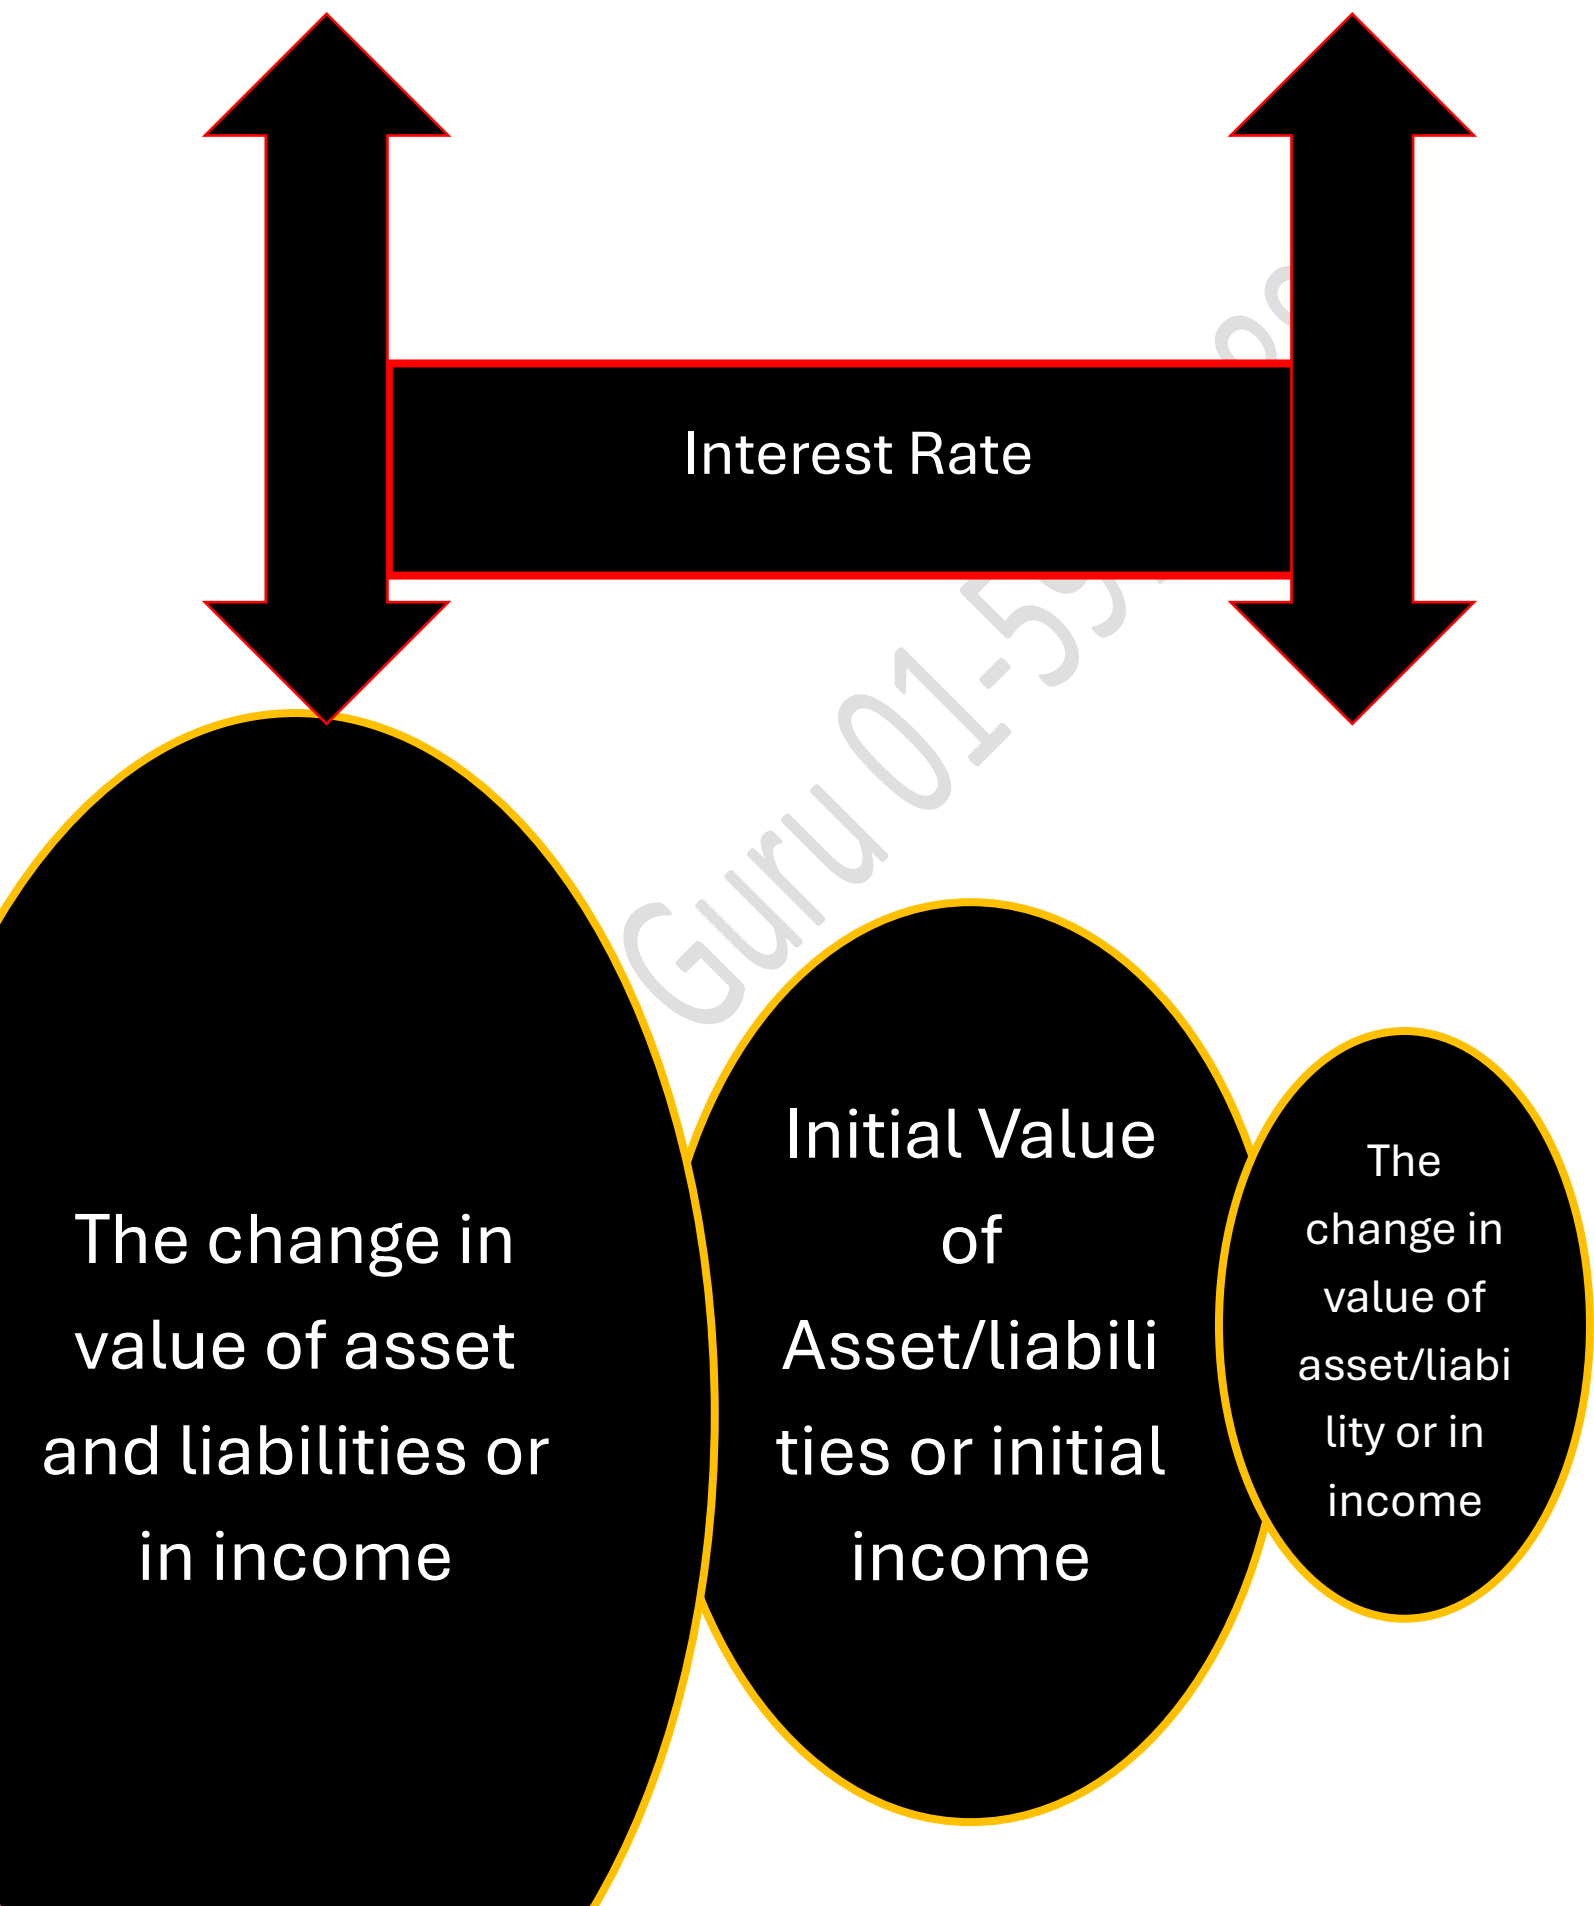 Interest Rate
Guru 01-59
The change in
value of asset
and liabilities or
in income
Initial Value
of
Asset/liabili
ties or initial
income
The
change in
value of
asset/liabi
lity or in
income